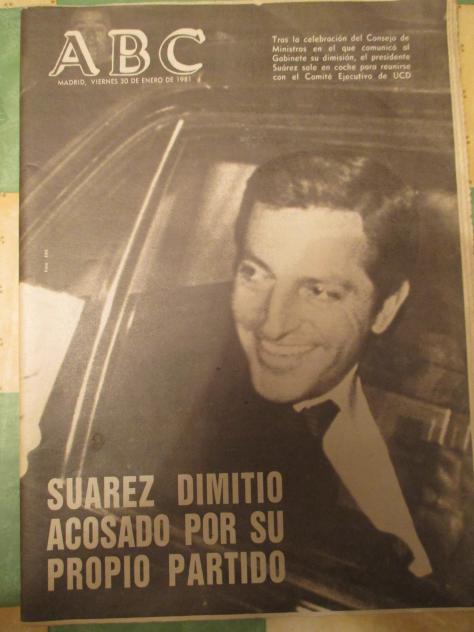 ABC
MADRID, VIERNES 30 DE ENERO DE 1981
Tras la celebración del Consejo de
Ministros en el que comunicó al
Gabinete su dimisión, el presidente
Suárez sale en coche para reunirse
con el Comité Ejecutivo de UCD
SUAREZ DIMITIO
ACOSADO POR SU
PROPIO PARTIDO